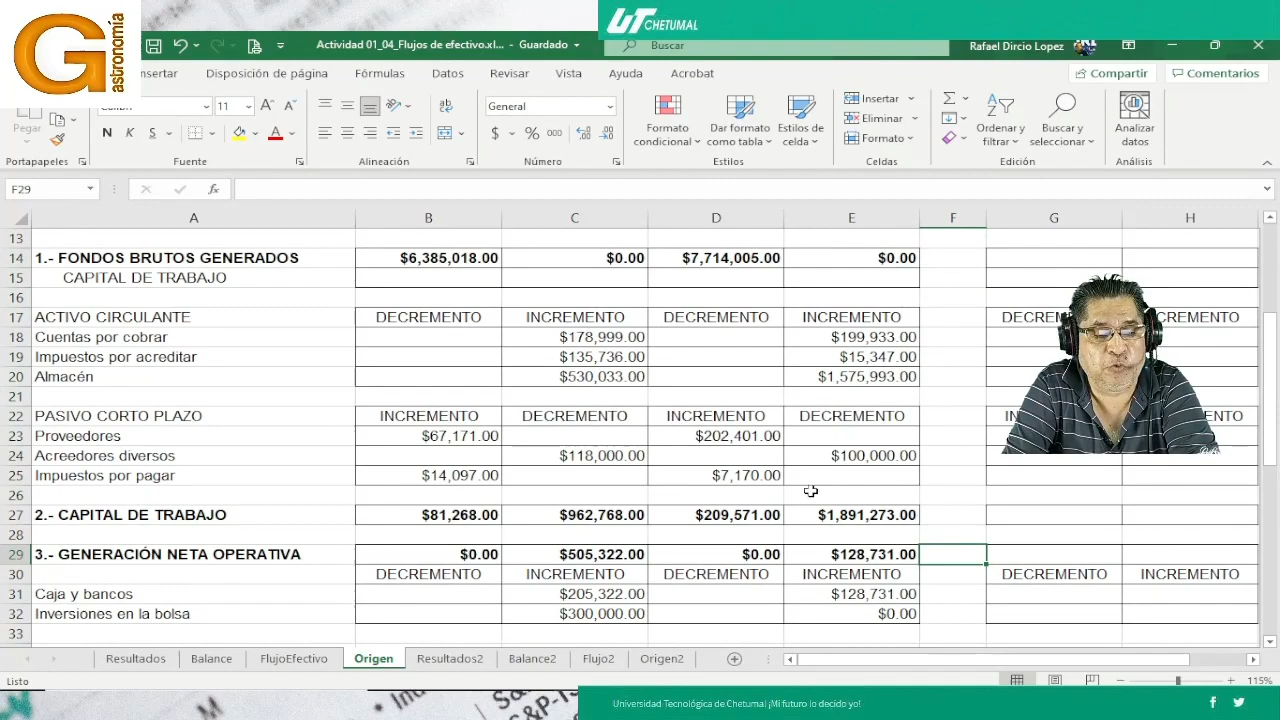 G
astronomía
UT
CHETUMAL
Actividad 01_04_Flujos de efectivo.xl... - Guardado
Buscar
Rafael Dircio Lopez
sertar
Disposición de página
Fórmulas
Datos
Revisar
Vista
Ayuda
Acrobat
Compartir
Comentarios
Pegar
11
General
Formato condicional
Dar formato como tabla
Estilos de celda
Insertar
Eliminar
Formato
Ordenar y filtrar
Buscar y seleccionar
Analizar datos
N K S
$ % 000
Portapapeles
Fuente
Alineación
Número
Estilos
Celdas
Edición
Análisis
F29
fx
A B C D E F G H
13
14 1.- FONDOS BRUTOS GENERADOS $6,385,018.00 $0.00 $7,714,005.00 $0.00
15 CAPITAL DE TRABAJO
16
17 ACTIVO CIRCULANTE DECREMENTO INCREMENTO DECREMENTO INCREMENTO
18 Cuentas por cobrar $178,999.00 $199,933.00
19 Impuestos por acreditar $135,736.00 $15,347.00
20 Almacén $530,033.00 $1,575,993.00
21
22 PASIVO CORTO PLAZO INCREMENTO DECREMENTO INCREMENTO DECREMENTO
23 Proveedores $67,171.00 $202,401.00
24 Acreedores diversos $118,000.00 $100,000.00
25 Impuestos por pagar $14,097.00 $7,170.00
26
27 2.- CAPITAL DE TRABAJO $81,268.00 $962,768.00 $209,571.00 $1,891,273.00
28
29 3.- GENERACIÓN NETA OPERATIVA $0.00 $505,322.00 $0.00 $128,731.00
30 DECREMENTO INCREMENTO DECREMENTO INCREMENTO DECREMENTO INCREMENTO
31 Caja y bancos $205,322.00 $128,731.00
32 Inversiones en la bolsa $300,000.00 $0.00
33
Resultados Balance FlujoEfectivo Origen Resultados2 Balance2 Flujo2 Origen2
Listo
115%
Universidad Tecnológica de Chetumal ¡Mi futuro lo decido yo!